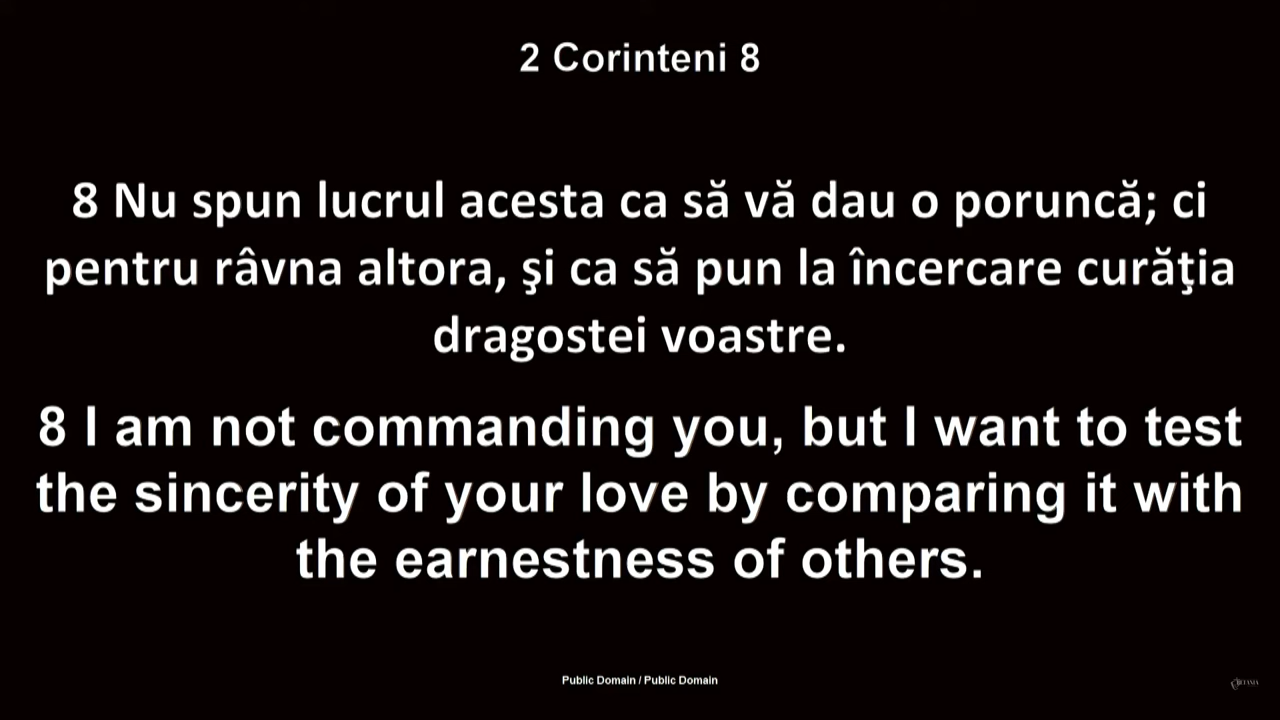 2 Corinteni 8
8 Nu spun lucrul acesta ca să vă dau o poruncă; ci
pentru râvna altora, şi ca să pun la încercare curăţia
dragostei voastre.
8 I am not commanding you, but I want to test
the sincerity of your love by comparing it with
the earnestness of others.
Public Domain / Public Domain